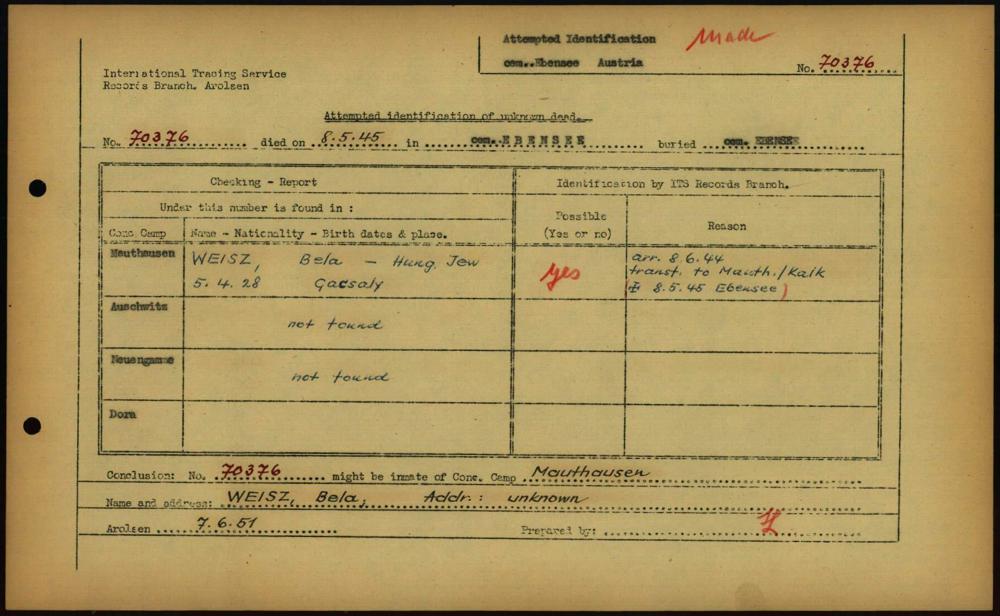 Attempted Identification Made
cem. Ebensee Austria
No. 70376
International Tracing Service
Records Branch, Arolsen
Attempted identification of unknown dead.
No. 70376 died on 8.5.45 in com. EBENSEE buried com. EBENSEE
Checking - Report
Identification by ITS Records Branch.
Under this number is found in :
Conc. Camp
Name - Nationality - Birth dates & place.
Possible
(Yes or no)
Reason
Mauthausen
WEISZ, Bela - Hung. Jew
5. 4. 28 Gacsaly
yes
arr. 8.6.44
transf. to Mauth./Kaik
8.5.45 Ebensee)
Auschwitz
not found
Neuengamme
not found
Dora
Conclusion: No. 70376 might be inmate of Conc. Camp Mauthausen
Name and address: WEISZ, Bela, Addr.: unknown
Arolsen 7.6.51 Prepared by: